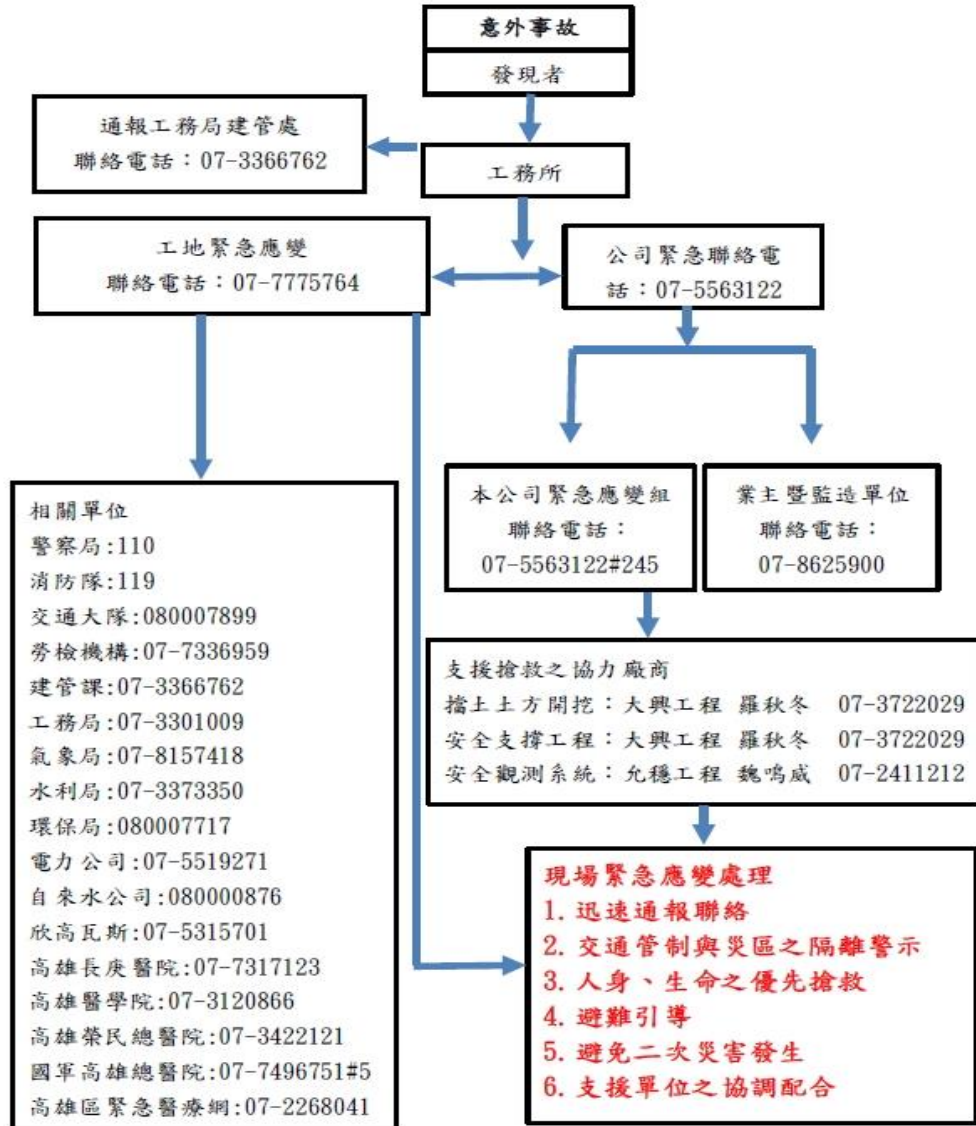 意外事故
發現者
通報工務局建管處
聯絡電話：07-3366762
工務所
工地緊急應變
聯絡電話：07-7775764
公司緊急聯絡電
話：07-5563122
本公司緊急應變組
聯絡電話：
07-5563122#245
業主暨監造單位
聯絡電話：
07-8625900
相關單位
警察局:110
消防隊:119
交通大隊:080007899
勞檢機構:07-7336959
建管課:07-3366762
工務局:07-3301009
氣象局:07-8157418
水利局:07-3373350
環保局:080007717
電力公司:07-5519271
自來水公司:080000876
欣高瓦斯:07-5315701
高雄長庚醫院:07-7317123
高雄醫學院:07-3120866
高雄榮民總醫院:07-3422121
國軍高雄總醫院:07-7496751#5
高雄區緊急醫療網:07-2268041
支援搶救之協力廠商
擋土土方開挖：大興工程 羅秋冬 07-3722029
安全支撐工程：大興工程 羅秋冬 07-3722029
安全觀測系統：允穩工程 魏鳴威 07-2411212
現場緊急應變處理
1. 迅速通報聯絡
2. 交通管制與災區之隔離警示
3. 人身、生命之優先搶救
4. 避難引導
5. 避免二次災害發生
6. 支援單位之協調配合